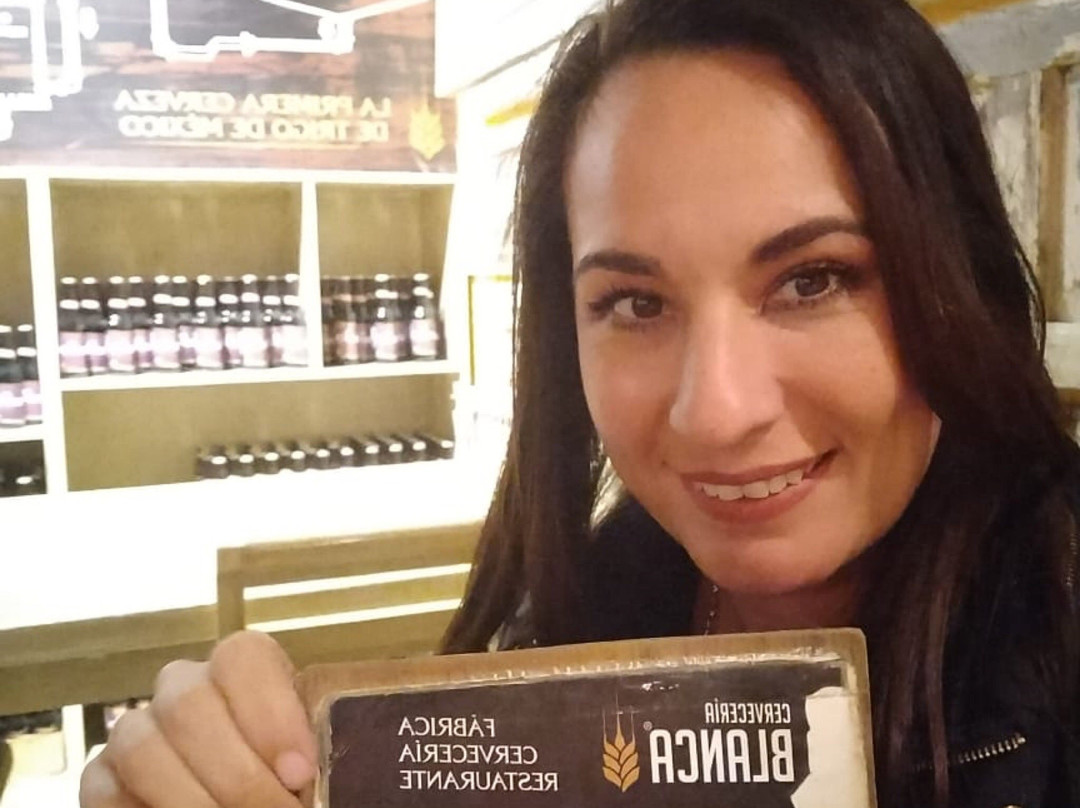 LA PRIMERA CERVEZA
DE TRIGO DE MÉXICO
CERVECERÍA
BLANCA®
FÁBRICA
CERVECERÍA
RESTAURANTE